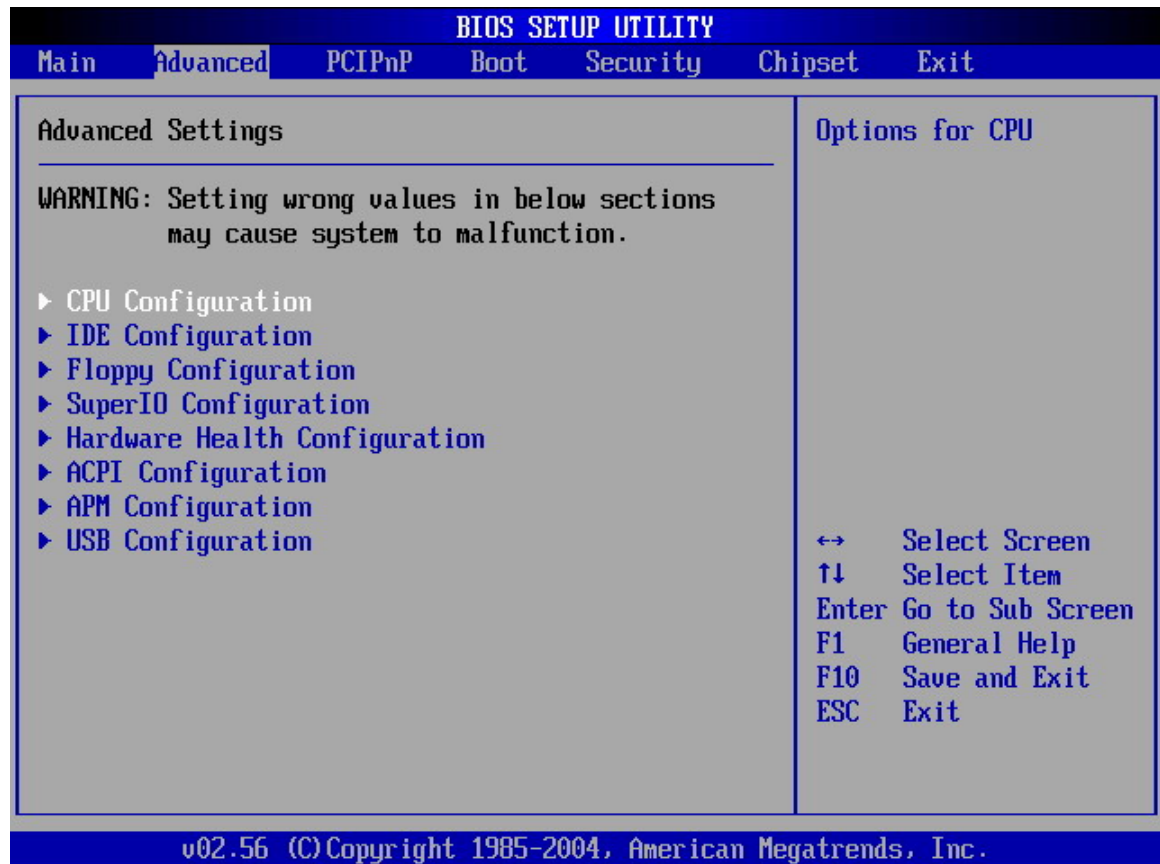 BIOS SETUP UTILITY
Main Advanced PCIPnP Boot Security Chipset Exit
Advanced Settings
WARNING: Setting wrong values in below sections
may cause system to malfunction.
▶ CPU Configuration
▶ IDE Configuration
▶ Floppy Configuration
▶ SuperIO Configuration
▶ Hardware Health Configuration
▶ ACPI Configuration
▶ APM Configuration
▶ USB Configuration
Options for CPU
↔ Select Screen
↑↓ Select Item
Enter Go to Sub Screen
F1 General Help
F10 Save and Exit
ESC Exit
v02.56 (C)Copyright 1985-2004, American Megatrends, Inc.